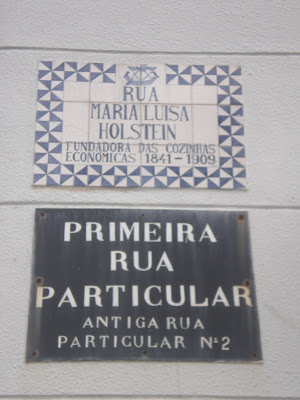 RUA
MARIA LUISA
HOLSTEIN
FUNDADORA DAS COZINHAS
ECONOMICAS 1841-1909
PRIMEIRA
RUA
PARTICULAR
ANTIGA RUA
PARTICULAR Nº 2